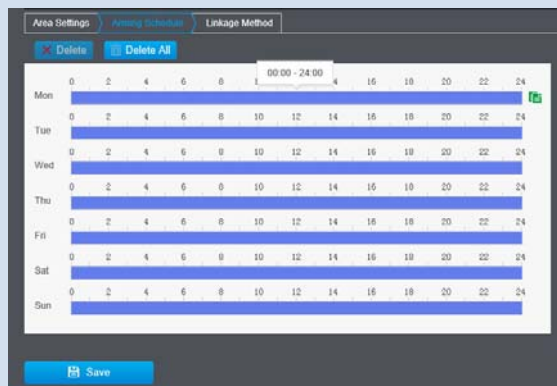 Area Settings Arming Schedule Linkage Method
Delete Delete All
00:00 - 24:00
0 2 4 6 8 10 4 16 18 20 22 24
Mon
0 2 4 6 8 10 12 14 16 18 20 22 24
Tue
0 2 4 6 8 10 12 14 16 18 20 22 24
Wed
0 2 4 6 8 10 12 14 16 18 20 22 24
Thu
0 2 4 6 8 10 12 14 16 18 20 22 24
Fri
0 2 4 6 8 10 12 14 16 18 20 22 24
Sat
0 2 4 6 8 10 12 14 16 18 20 22 24
Sun
Save